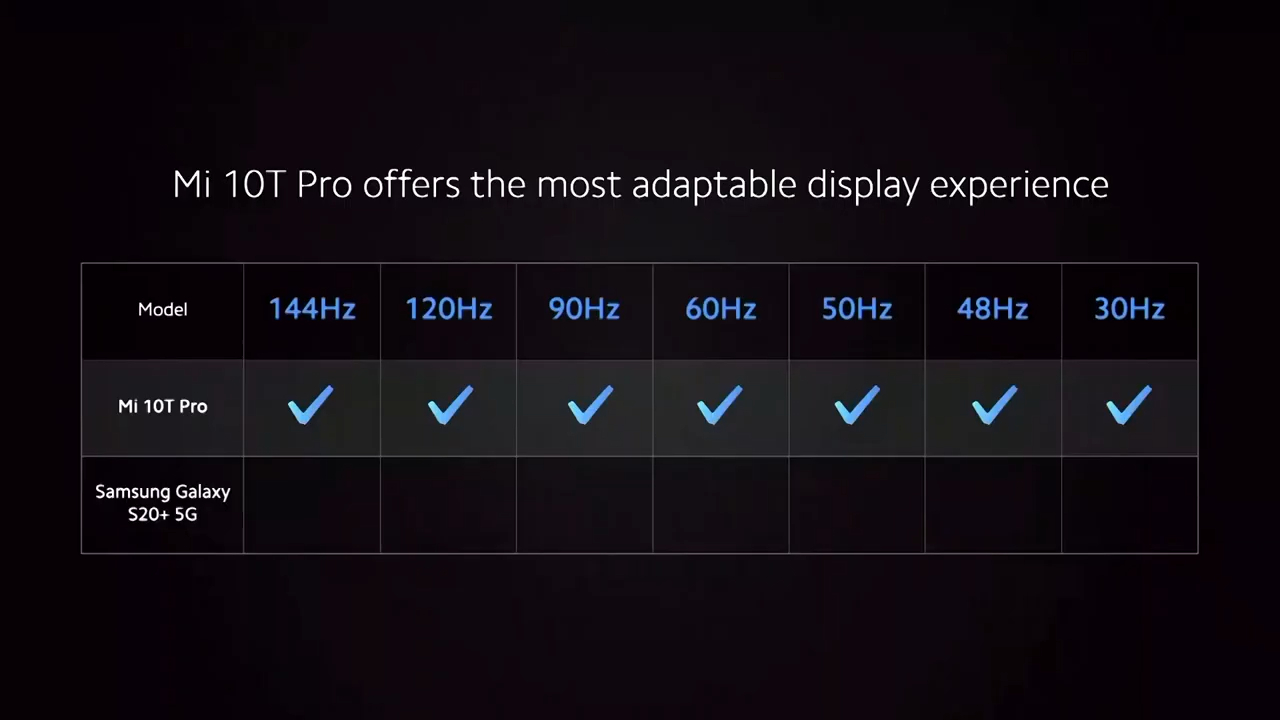 Mi 10T Pro offers the most adaptable display experience
Model 144Hz 120Hz 90Hz 60Hz 50Hz 48Hz 30Hz
Mi 10T Pro
Samsung Galaxy
S20+ 5G